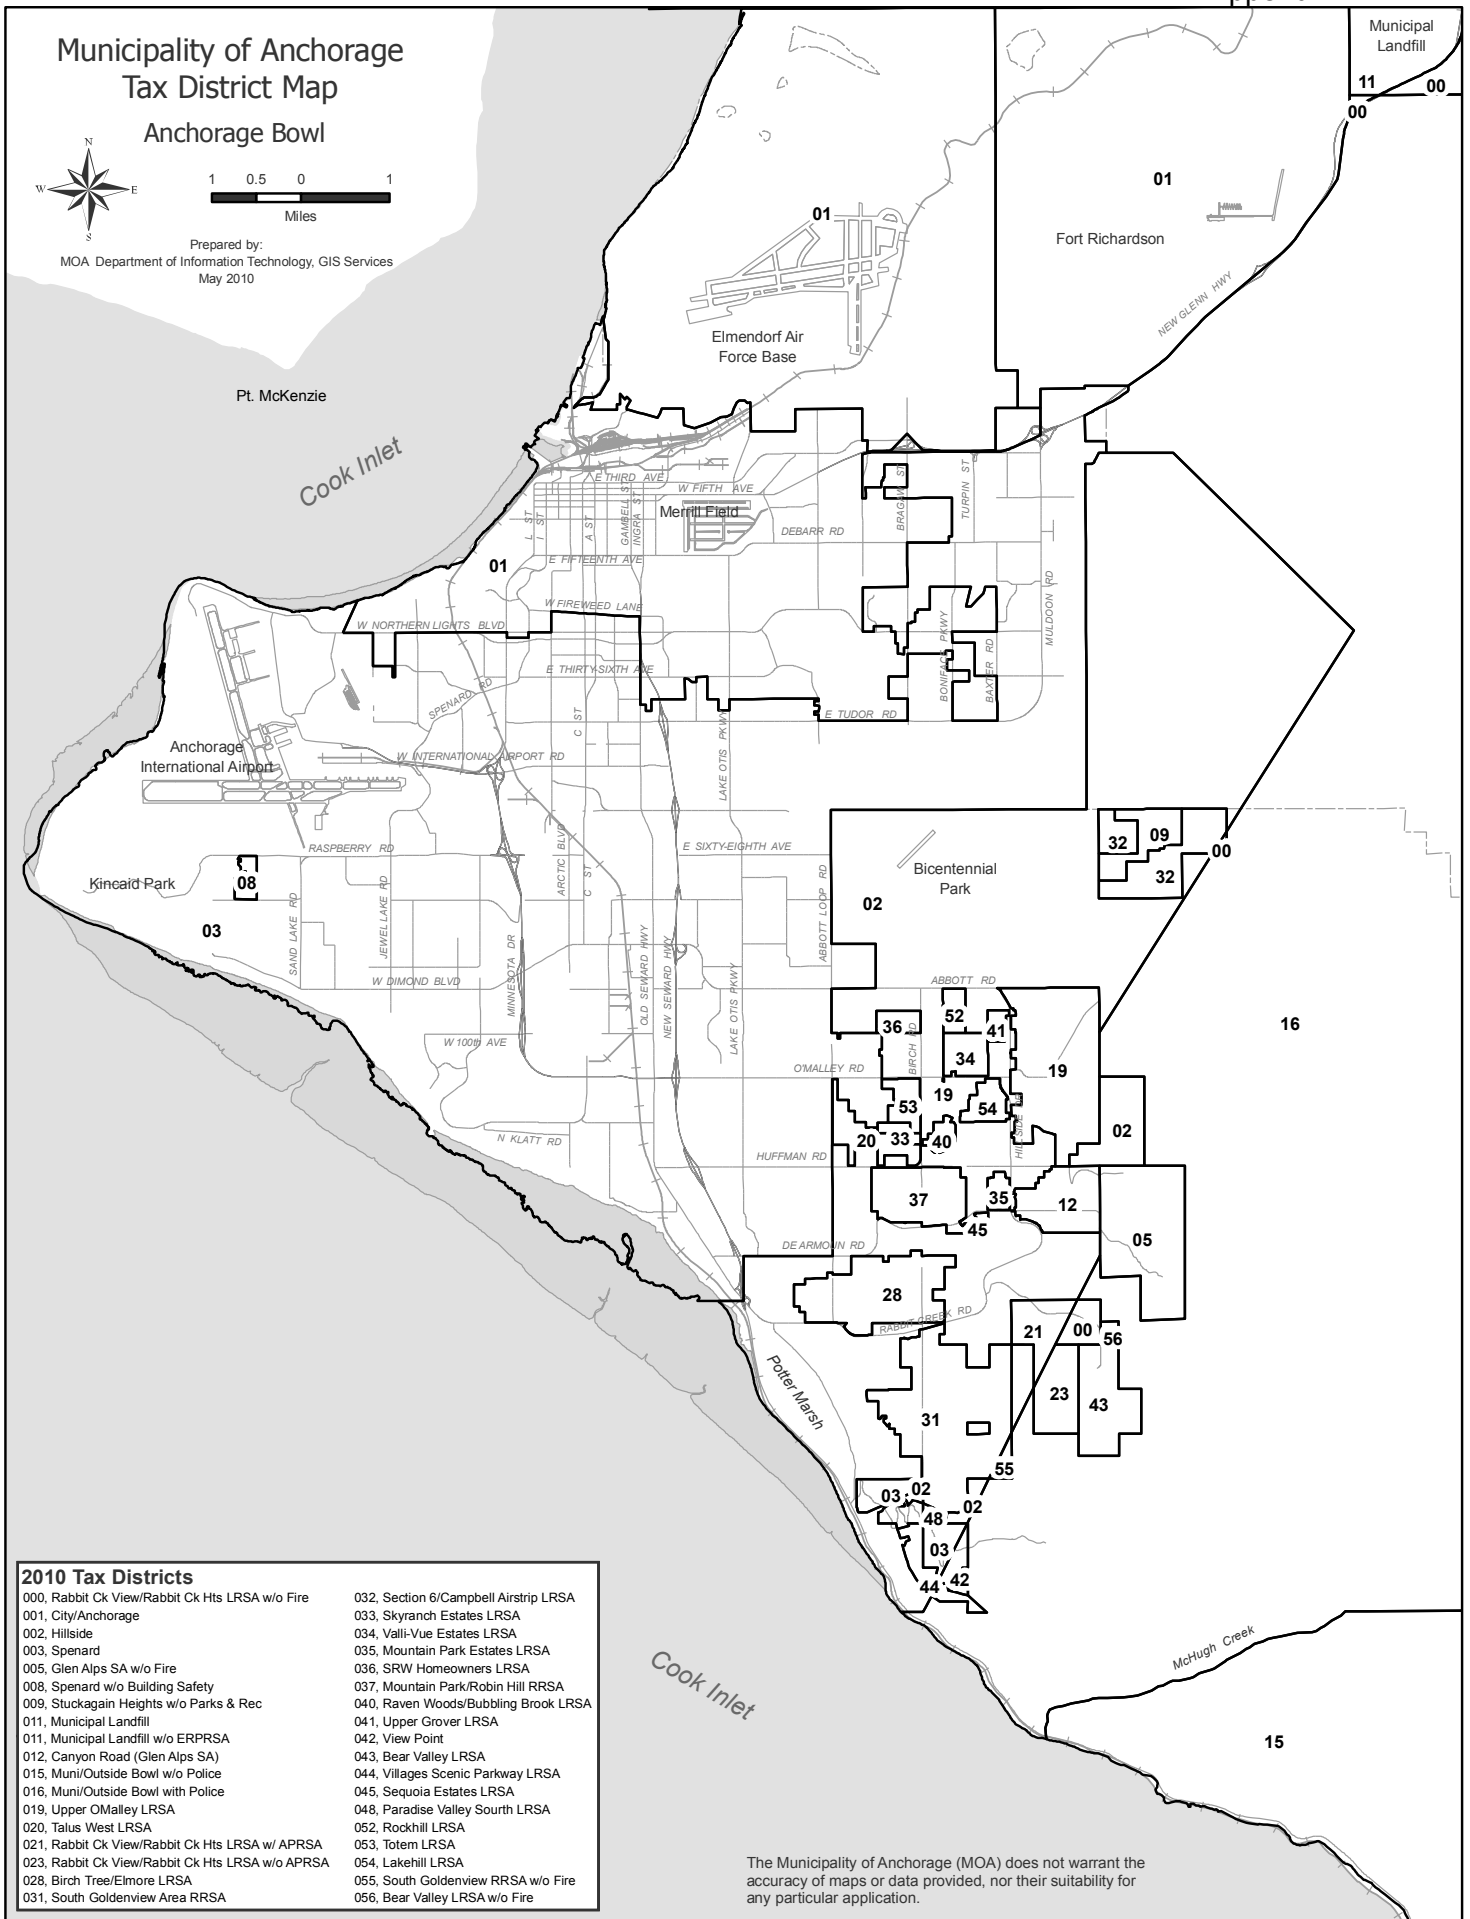 Municipality of Anchorage
Tax District Map
Anchorage Bowl
N
W
E
S
1 0.5 0 1
Miles
Prepared by:
MOA Department of Information Technology, GIS Services
May 2010
Municipal
Landfill
11
00
00
01
Fort Richardson
NEW GLENN HWY
01
Elmendorf Air
Force Base
Pt. McKenzie
Cook Inlet
E THIRD AVE
W FIFTH AVE
Merrill Field
L ST
I ST
A ST
GAMBELL ST
INGRA ST
DEBARR RD
BRAGAW ST
TURPIN ST
E FIFTEENTH AVE
01
W FIREWEED LANE
W NORTHERN LIGHTS BLVD
MULDOON RD
BONIFACE PKWY
BAXTER RD
E THIRTY-SIXTH AVE
SPENARD RD
C ST
LAKE OTIS PKWY
E TUDOR RD
Anchorage
International Airport
W INTERNATIONAL AIRPORT RD
RASPBERRY RD
ARCTIC BLVD
C ST
E SIXTY-EIGHTH AVE
Bicentennial
Park
32
09
00
32
Kincaid Park
08
03
SAND LAKE RD
JEWEL LAKE RD
ABBOTT LOOP RD
02
W DIMOND BLVD
MINNESOTA DR
OLD SEWARD HWY
NEW SEWARD HWY
LAKE OTIS PKWY
ABBOTT RD
W 100th AVE
36
BIRCH RD
52
41
34
16
O'MALLEY RD
19
19
53
54
HILLSIDE DR
N KLATT RD
20
33
40
02
HUFFMAN RD
37
35
12
45
05
DE ARMOUN RD
28
RABBIT CREEK RD
21
00
56
Potter Marsh
23
43
31
55
03
02
02
48
03
44
42
McHugh Creek
Cook Inlet
15
2010 Tax Districts
000, Rabbit Ck View/Rabbit Ck Hts LRSA w/o Fire
001, City/Anchorage
002, Hillside
003, Spenard
005, Glen Alps SA w/o Fire
008, Spenard w/o Building Safety
009, Stuckagain Heights w/o Parks & Rec
011, Municipal Landfill
011, Municipal Landfill w/o ERPRSA
012, Canyon Road (Glen Alps SA)
015, Muni/Outside Bowl w/o Police
016, Muni/Outside Bowl with Police
019, Upper OMalley LRSA
020, Talus West LRSA
021, Rabbit Ck View/Rabbit Ck Hts LRSA w/ APRSA
023, Rabbit Ck View/Rabbit Ck Hts LRSA w/o APRSA
028, Birch Tree/Elmore LRSA
031, South Goldenview Area RRSA
032, Section 6/Campbell Airstrip LRSA
033, Skyranch Estates LRSA
034, Valli-Vue Estates LRSA
035, Mountain Park Estates LRSA
036, SRW Homeowners LRSA
037, Mountain Park/Robin Hill RRSA
040, Raven Woods/Bubbling Brook LRSA
041, Upper Grover LRSA
042, View Point
043, Bear Valley LRSA
044, Villages Scenic Parkway LRSA
045, Sequoia Estates LRSA
048, Paradise Valley Sourth LRSA
052, Rockhill LRSA
053, Totem LRSA
054, Lakehill LRSA
055, South Goldenview RRSA w/o Fire
056, Bear Valley LRSA w/o Fire
The Municipality of Anchorage (MOA) does not warrant the
accuracy of maps or data provided, nor their suitability for
any particular application.